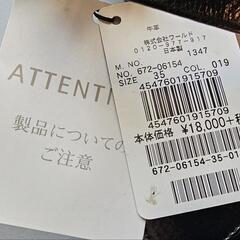 ATTENTI
製品についての
ご注意
牛革
株式会社ワールド
0120-977-917
日本製 1347
M. NO.
NO. 672-06154 COL. 019
SIZE 35
4547601915709
4547601915709
本体価格 ¥18,000+
672-06154-35-01